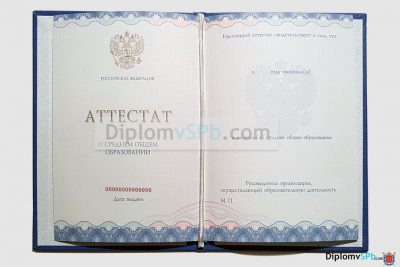 РОССИЙСКАЯ ФЕДЕРАЦИЯ
АТТЕСТАТ
О СРЕДНЕМ ОБЩЕМ
ОБРАЗОВАНИИ
Дата выдачи
Настоящий аттестат свидетельствует о том, что
в
году окончил(а)
среднее общее образование
Руководитель организации,
осуществляющей образовательную деятельность
М.П.
DiplomvSPb.com
DiplomvSPb.com